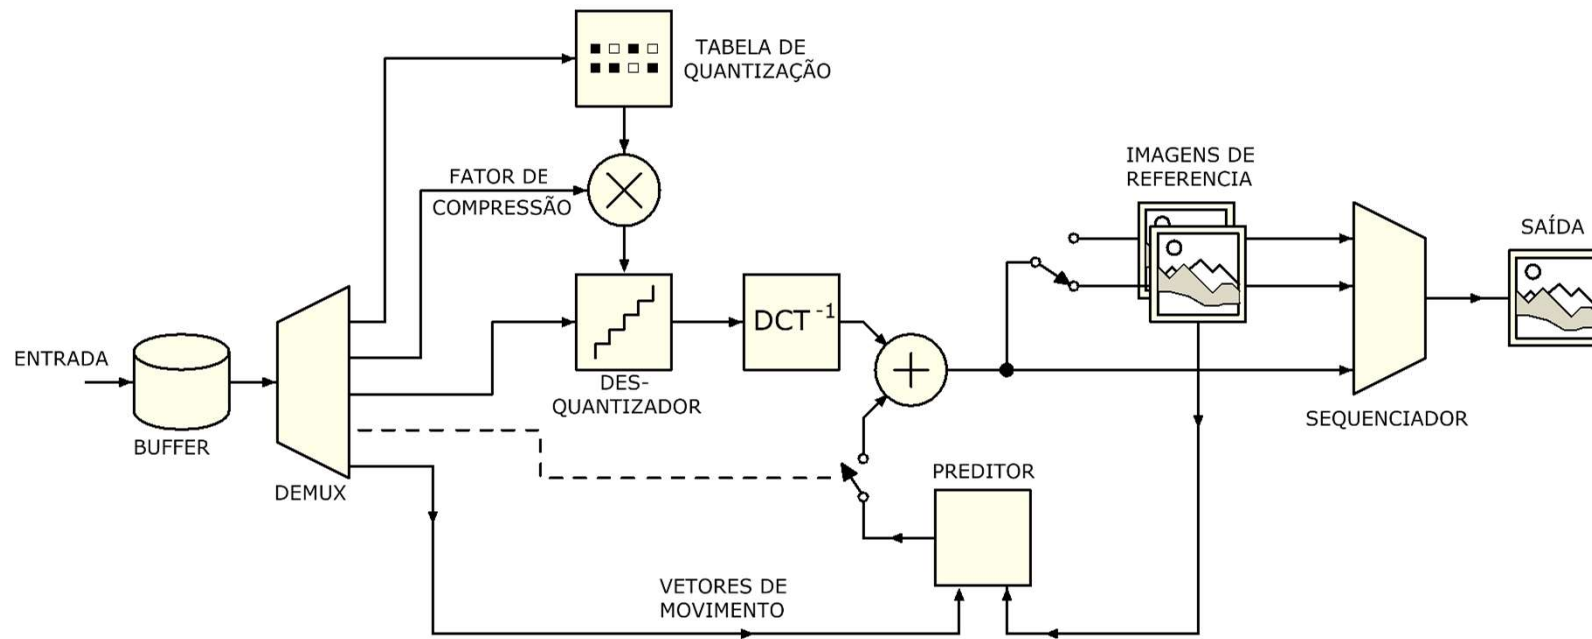 TABELA DE
QUANTIZAÇÃO
FATOR DE
COMPRESSÃO
IMAGENS DE
REFERENCIA
SAÍDA
ENTRADA
BUFFER
DEMUX
DES-
QUANTIZADOR
DCT⁻¹
SEQUENCIADOR
PREDITOR
VETORES DE
MOVIMENTO